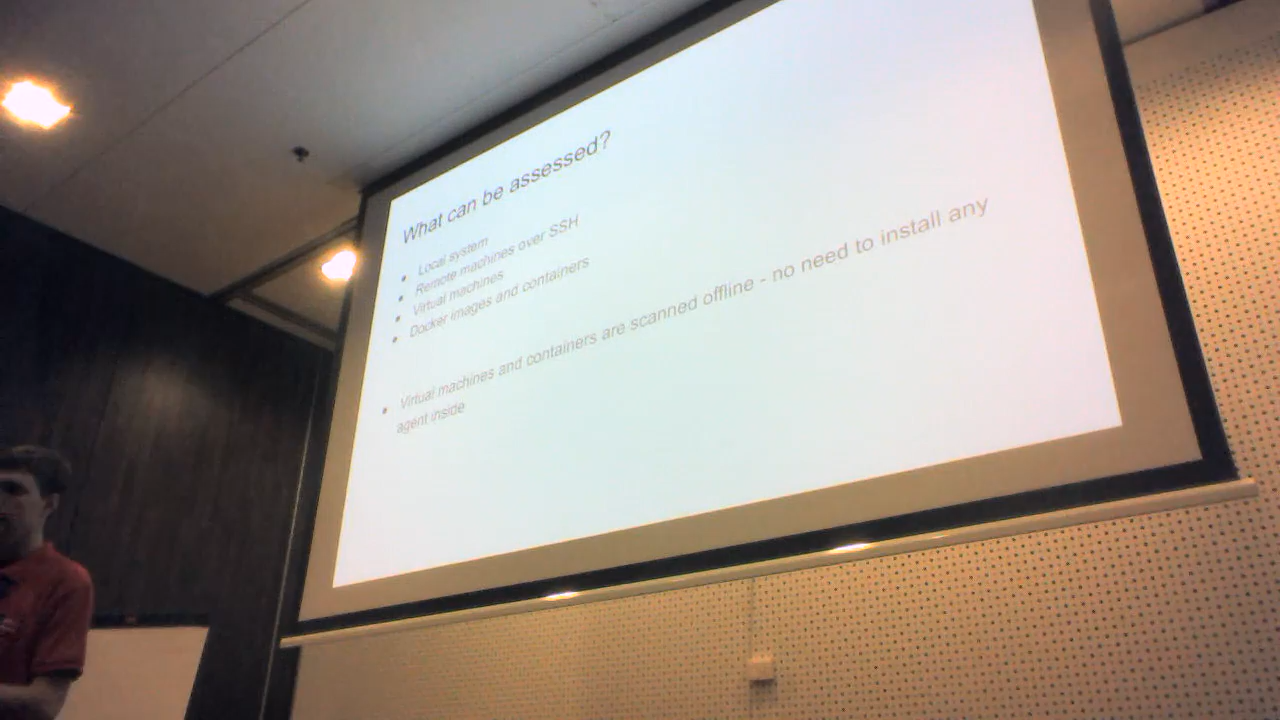 What can be assessed?
Local system
Remote machines over SSH
Virtual machines
Docker images and containers
Virtual machines and containers are scanned offline - no need to install any
agent inside